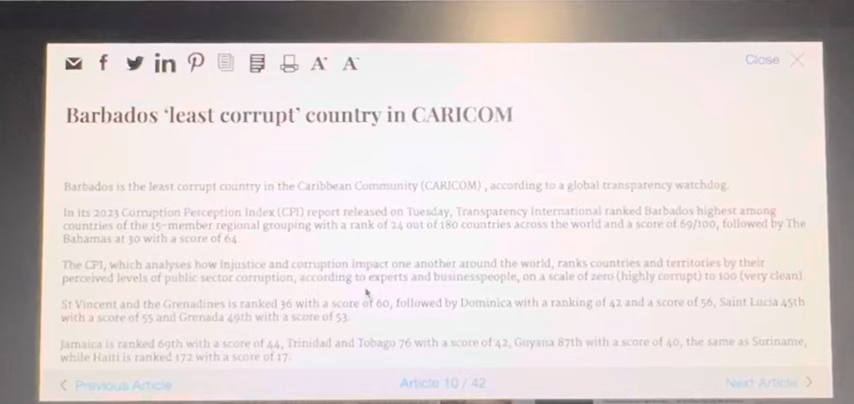 Close
Barbados ‘least corrupt’ country in CARICOM
Barbados is the least corrupt country in the Caribbean Community (CARICOM) , according to a global transparency watchdog.
In its 2023 Corruption Perception Index (CPI) report released on Tuesday, Transparency International ranked Barbados highest among
countries of the 15-member regional grouping with a rank of 24 out of 180 countries across the world and a score of 69/100, followed by The
Bahamas at 30 with a score of 64.
The CPI, which analyses how injustice and corruption impact one another around the world, ranks countries and territories by their
perceived levels of public sector corruption, according to experts and businesspeople, on a scale of zero (highly corrupt) to 100 (very clean)
St Vincent and the Grenadines is ranked 36 with a score of 60, followed by Dominica with a ranking of 42 and a score of 56, Saint Lucia 45th
with a score of 55 and Grenada 49th with a score of 53.
Jamaica is ranked 69th with a score of 44, Trinidad and Tobago 76 with a score of 42, Guyana 87th with a score of 40, the same as Suriname,
while Haiti is ranked 172 with a score of 17.
Previous Article
Article 10 / 42
Next Article